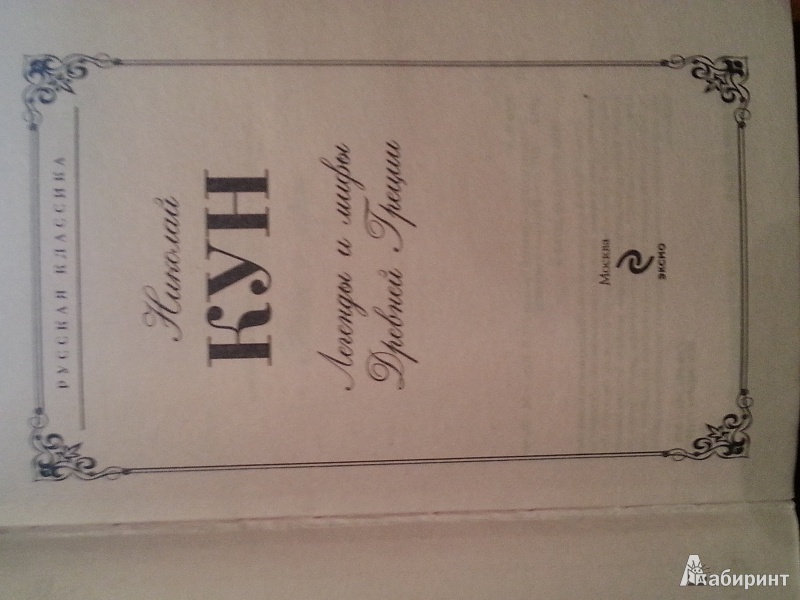 РУССКАЯ КЛАССИКА
Николай
КУН
Легенды и мифы
Древней Греции
Москва
ЭКСМО
Лабиринт